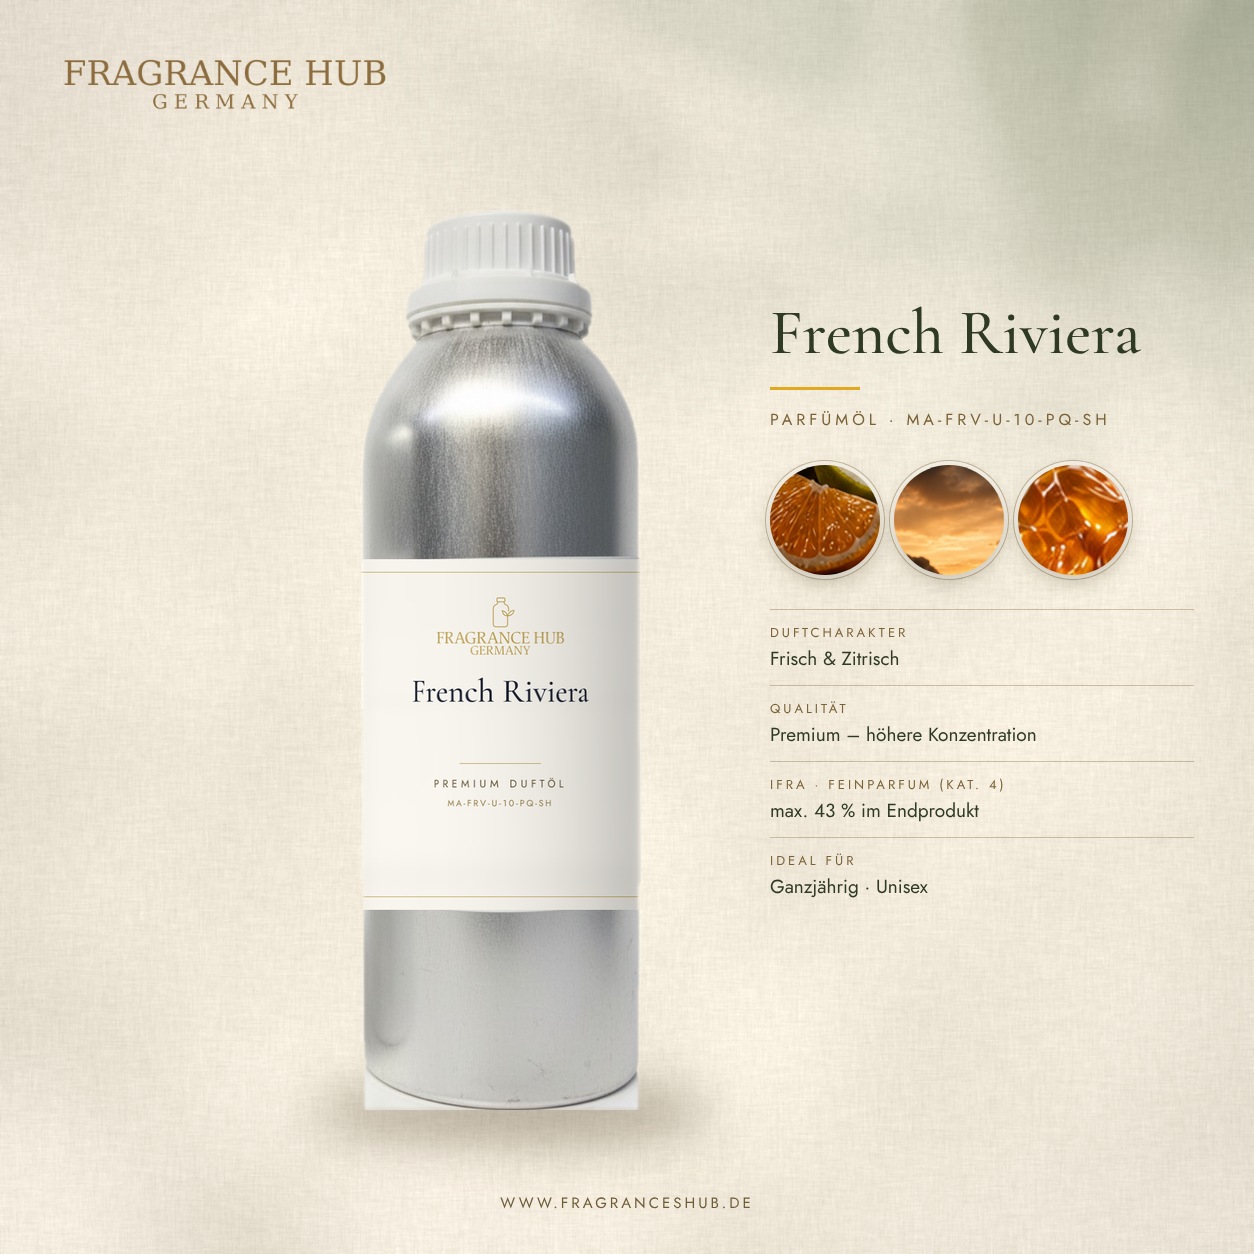 FRAGRANCE HUB
GERMANY
French Riviera
PARFÜMÖL · MA-FRV-U-10-PQ-SH
DUFTCHARAKTER
Frisch & Zitrisch
QUALITÄT
Premium – höhere Konzentration
IFRA · FEINPARFUM (KAT. 4)
max. 43 % im Endprodukt
IDEAL FÜR
Ganzjährig · Unisex
FRAGRANCE HUB
GERMANY
French Riviera
PREMIUM DUFTÖL
MA-FRV-U-10-PQ-SH
WWW.FRAGRANCESHUB.DE